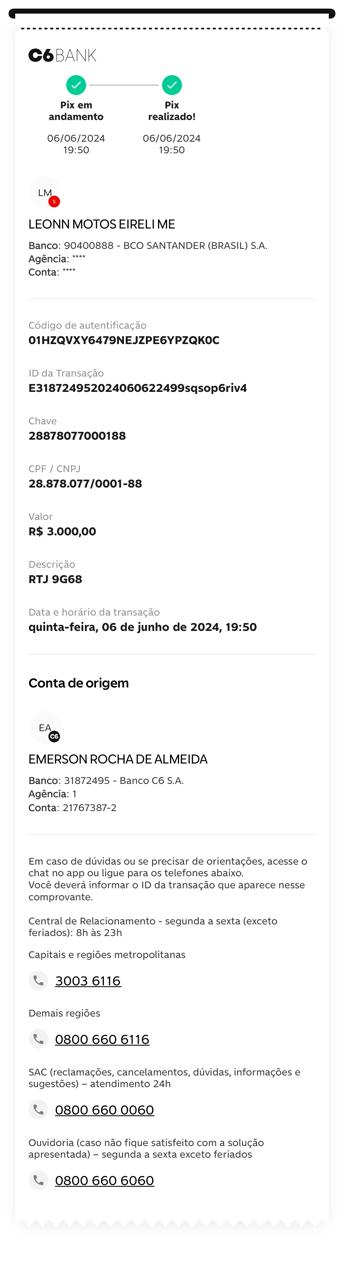 C6BANK
Pix em
andamento
Pix
realizado!
06/06/2024
19:50
06/06/2024
19:50
LM
S
LEONN MOTOS EIRELI ME
Banco: 90400888 - BCO SANTANDER (BRASIL) S.A.
Agência: ****
Conta: ****
Código de autentificação
01HZQVXY6479NEJZPE6YPZQK0C
ID da Transação
E31872495202406062249​9sqsop6riv4
Chave
28878077000188
CPF / CNPJ
28.878.077/0001-88
Valor
R$ 3.000,00
Descrição
RTJ 9G68
Data e horário da transação
quinta-feira, 06 de junho de 2024, 19:50
Conta de origem
EA
C6
EMERSON ROCHA DE ALMEIDA
Banco: 31872495 - Banco C6 S.A.
Agência: 1
Conta: 21767387-2
Em caso de dúvidas ou se precisar de orientações, acesse o
chat no app ou ligue para os telefones abaixo.
Você deverá informar o ID da transação que aparece nesse
comprovante.
Central de Relacionamento - segunda a sexta (exceto
feriados): 8h às 23h
Capitais e regiões metropolitanas
3003 6116
Demais regiões
0800 660 6116
SAC (reclamações, cancelamentos, dúvidas, informações e
sugestões) – atendimento 24h
0800 660 0060
Ouvidoria (caso não fique satisfeito com a solução
apresentada) – segunda a sexta exceto feriados
0800 660 6060